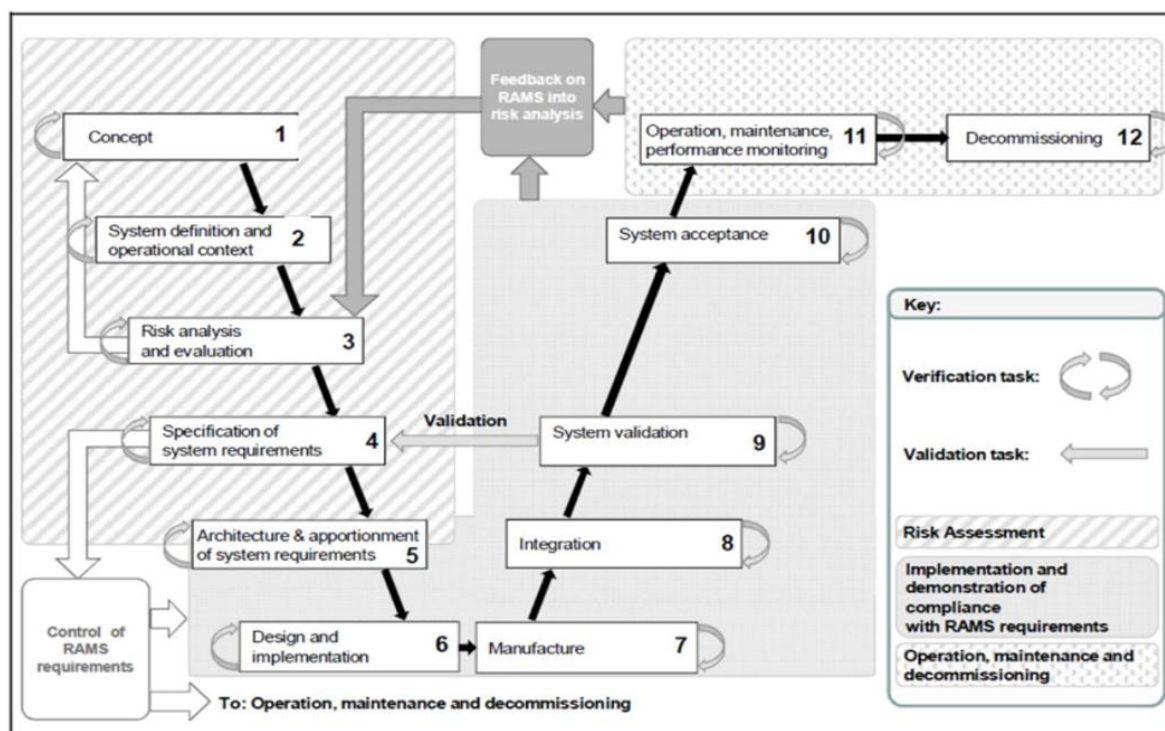 Feedback on
RAMS into
risk analysis
Concept 1
System definition and
operational context 2
Risk analysis
and evaluation 3
Specification of
system requirements 4
Architecture & apportionment
of system requirements 5
Design and
implementation 6
Manufacture 7
Integration 8
System validation 9
Validation
System acceptance 10
Operation, maintenance,
performance monitoring 11
Decommissioning 12
Control of
RAMS
requirements
To: Operation, maintenance and decommissioning
Key:
Verification task:
Validation task:
Risk Assessment
Implementation and
demonstration of
compliance
with RAMS requirements
Operation, maintenance and
decommissioning